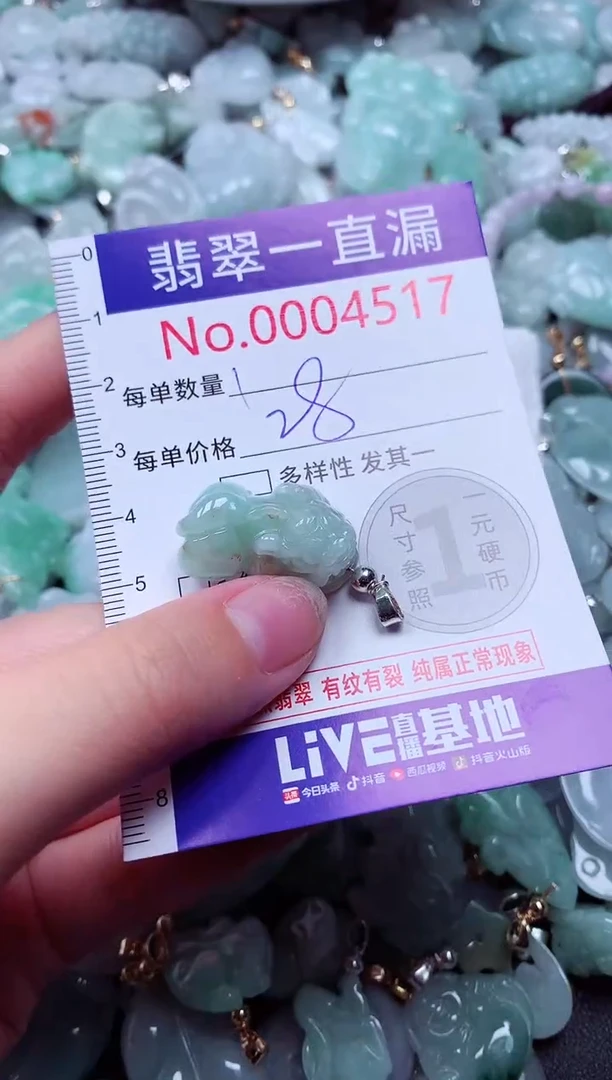 翡翠一直漏
No.0004517
0
1
2
3
4
5
8
每单数量 1
每单价格 28
多样性 发其一
尺寸参照
1
一元硬币
翡翠 有纹有裂 纯属正常现象
LiVE直播基地
头条 今日头条 抖音 西瓜视频 抖音火山版